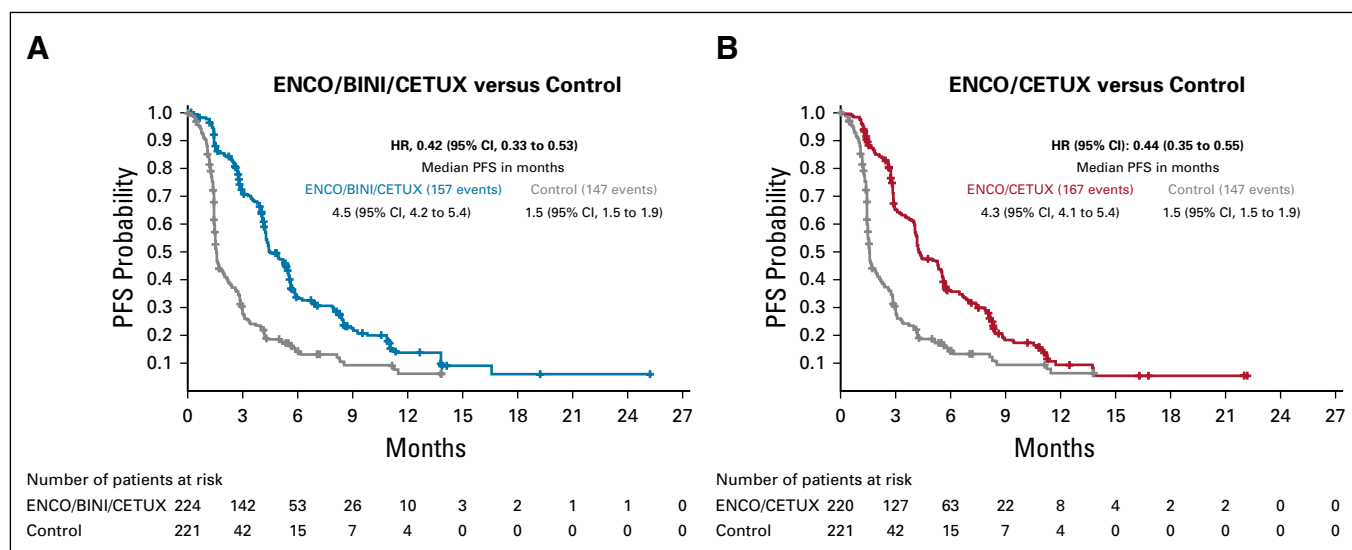 A
ENCO/BINI/CETUX versus Control
PFS Probability
1.0
0.9
0.8
0.7
0.6
0.5
0.4
0.3
0.2
0.1
HR, 0.42 (95% CI, 0.33 to 0.53)
Median PFS in months
ENCO/BINI/CETUX (157 events) Control (147 events)
4.5 (95% CI, 4.2 to 5.4) 1.5 (95% CI, 1.5 to 1.9)
0 3 6 9 12 15 18 21 24 27
Months
Number of patients at risk
ENCO/BINI/CETUX 224 142 53 26 10 3 2 1 1 0
Control 221 42 15 7 4 0 0 0 0 0
B
ENCO/CETUX versus Control
PFS Probability
1.0
0.9
0.8
0.7
0.6
0.5
0.4
0.3
0.2
0.1
HR (95% CI): 0.44 (0.35 to 0.55)
Median PFS in months
ENCO/CETUX (167 events) Control (147 events)
4.3 (95% CI, 4.1 to 5.4) 1.5 (95% CI, 1.5 to 1.9)
0 3 6 9 12 15 18 21 24 27
Months
Number of patients at risk
ENCO/CETUX 220 127 63 22 8 4 2 2 0 0
Control 221 42 15 7 4 0 0 0 0 0